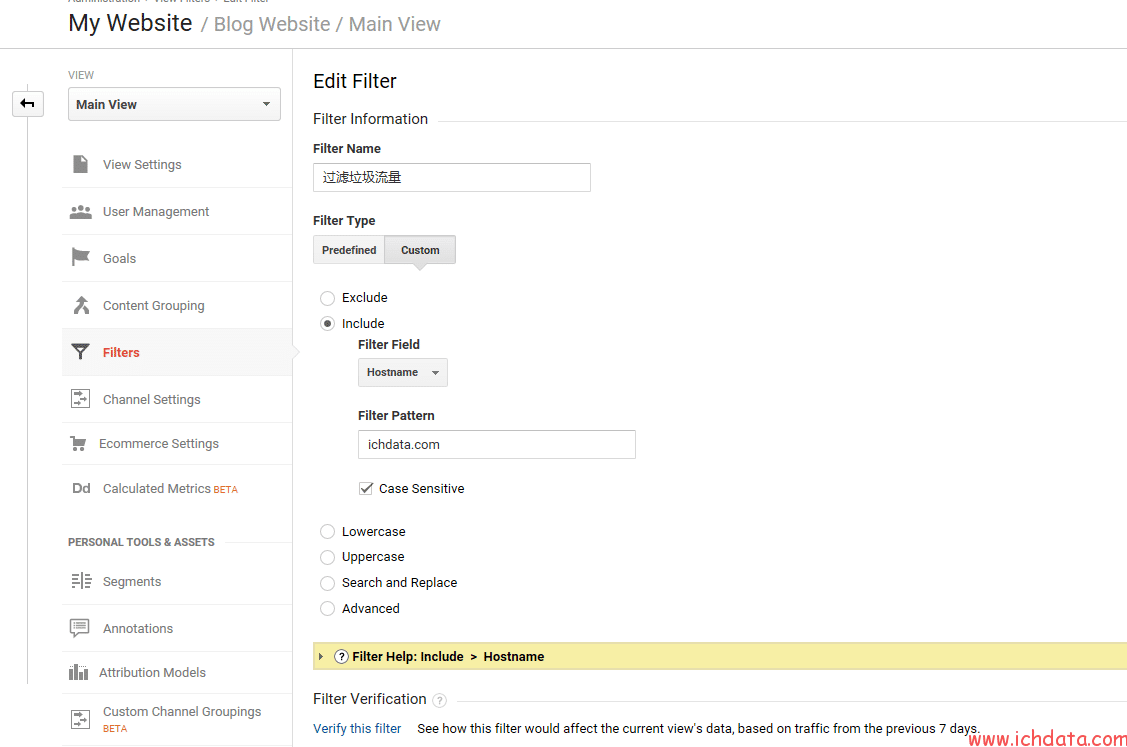 Administration > View Filters > Edit Filter
My Website / Blog Website / Main View
VIEW
Main View
View Settings
User Management
Goals
Content Grouping
Filters
Channel Settings
Ecommerce Settings
Dd Calculated Metrics BETA
PERSONAL TOOLS & ASSETS
Segments
Annotations
Attribution Models
Custom Channel Groupings
BETA
Edit Filter
Filter Information
Filter Name
过滤垃圾流量
Filter Type
Predefined Custom
Exclude
Include
Filter Field
Hostname
Filter Pattern
ichdata.com
Case Sensitive
Lowercase
Uppercase
Search and Replace
Advanced
? Filter Help: Include > Hostname
Filter Verification ?
Verify this filter See how this filter would affect the current view's data, based on traffic from the previous 7 days.
www.ichdata.com